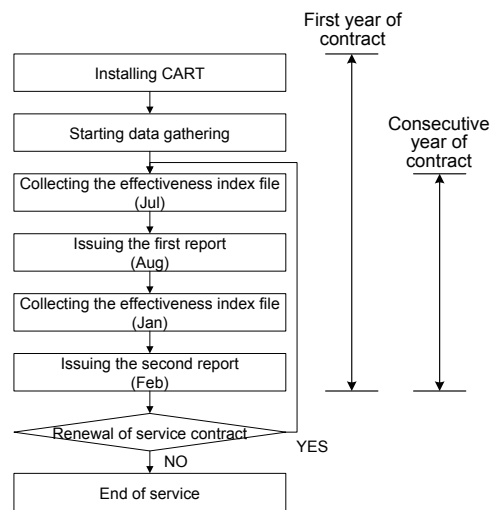 First year of
contract
Installing CART
Starting data gathering
Consecutive
year of
contract
Collecting the effectiveness index file
(Jul)
Issuing the first report
(Aug)
Collecting the effectiveness index file
(Jan)
Issuing the second report
(Feb)
Renewal of service contract
YES
NO
End of service